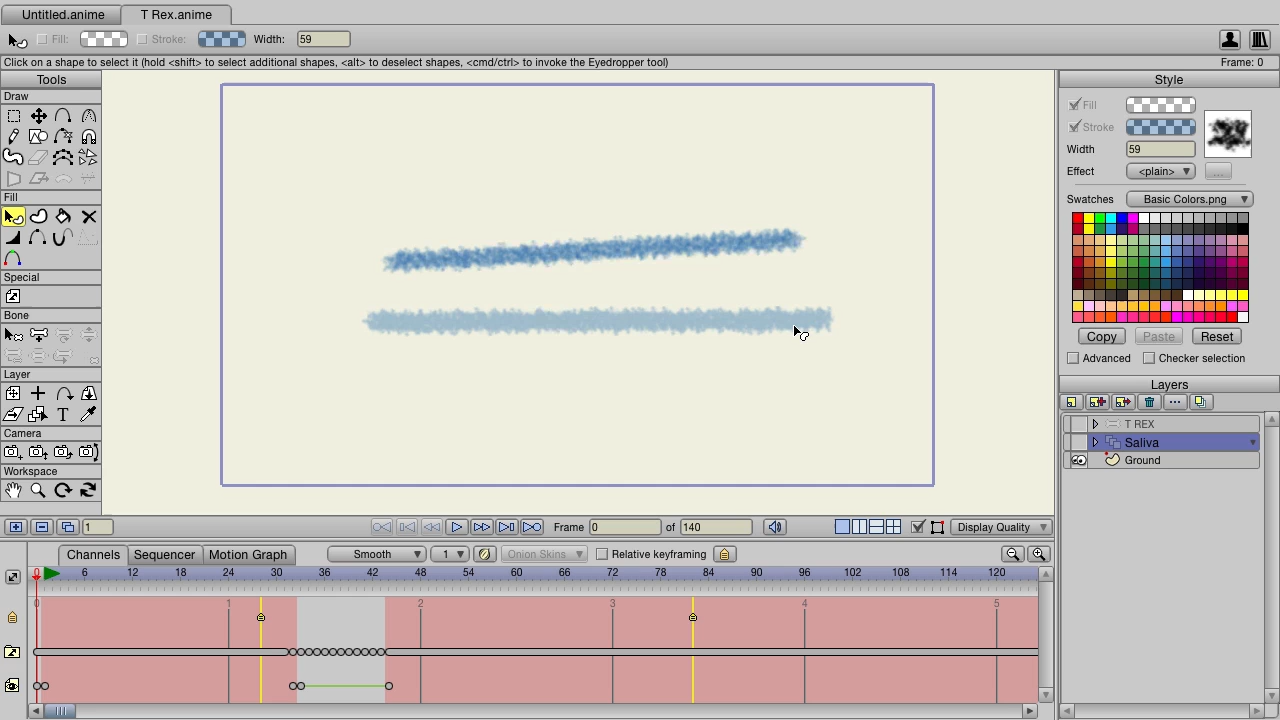 Untitled.anime
T Rex.anime
Fill:
Stroke:
Width:
59
Click on a shape to select it (hold <shift> to select additional shapes, <alt> to deselect shapes, <cmd/ctrl> to invoke the Eyedropper tool)
Frame: 0
Tools
Draw
Fill
Special
Bone
Layer
T
Camera
Workspace
Style
Fill
Stroke
Width
59
Effect
<plain>
...
Swatches
Basic Colors.png
Copy
Paste
Reset
Advanced
Checker selection
Layers
T REX
Saliva
Ground
1
Frame
0
of
140
Display Quality
Channels
Sequencer
Motion Graph
Smooth
1
Onion Skins
Relative keyframing
0 6 12 18 24 30 36 42 48 54 60 66 72 78 84 90 96 102 108 114 120
0 1 2 3 4 5